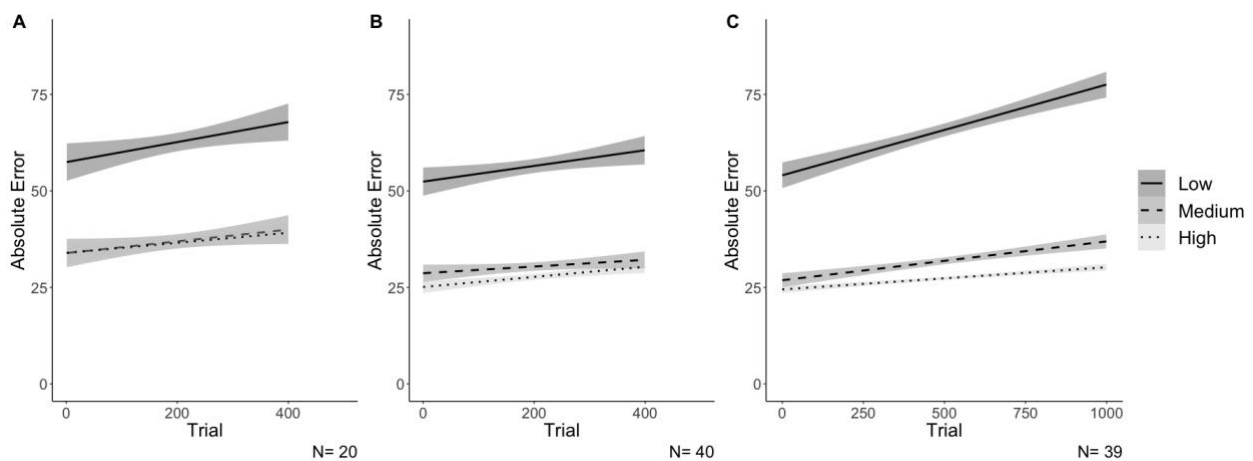 A
Absolute Error
75
50
25
0
0 200 400
Trial
N= 20
B
Absolute Error
75
50
25
0
0 200 400
Trial
N= 40
C
Absolute Error
75
50
25
0
0 250 500 750 1000
Trial
N= 39
Low
Medium
High